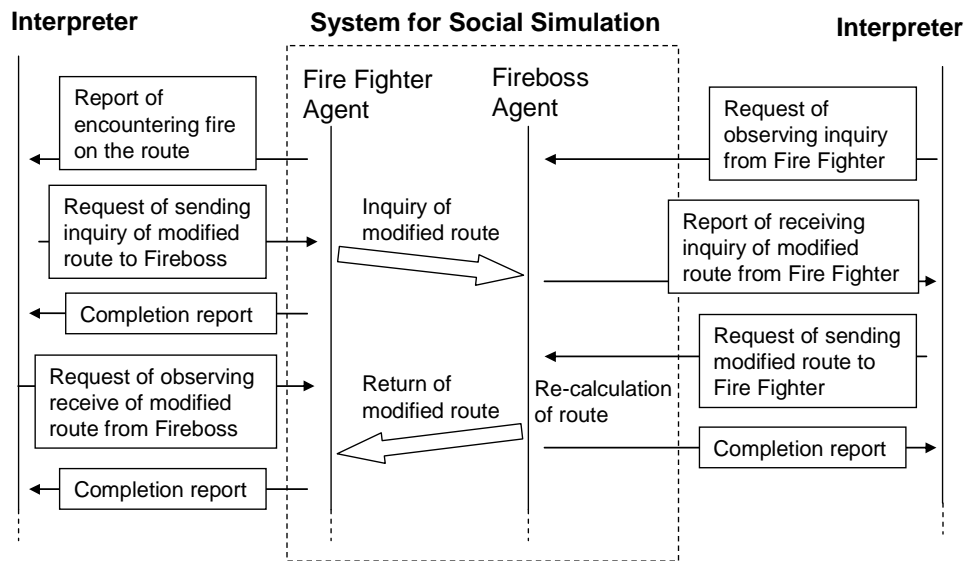 Interpreter
System for Social Simulation
Interpreter
Fire Fighter
Agent
Fireboss
Agent
Report of
encountering fire
on the route
Request of
observing inquiry
from Fire Fighter
Request of sending
inquiry of modified
route to Fireboss
Inquiry of
modified route
Report of receiving
inquiry of modified
route from Fire Fighter
Completion report
Request of sending
modified route to
Fire Fighter
Request of observing
receive of modified
route from Fireboss
Return of
modified route
Re-calculation
of route
Completion report
Completion report